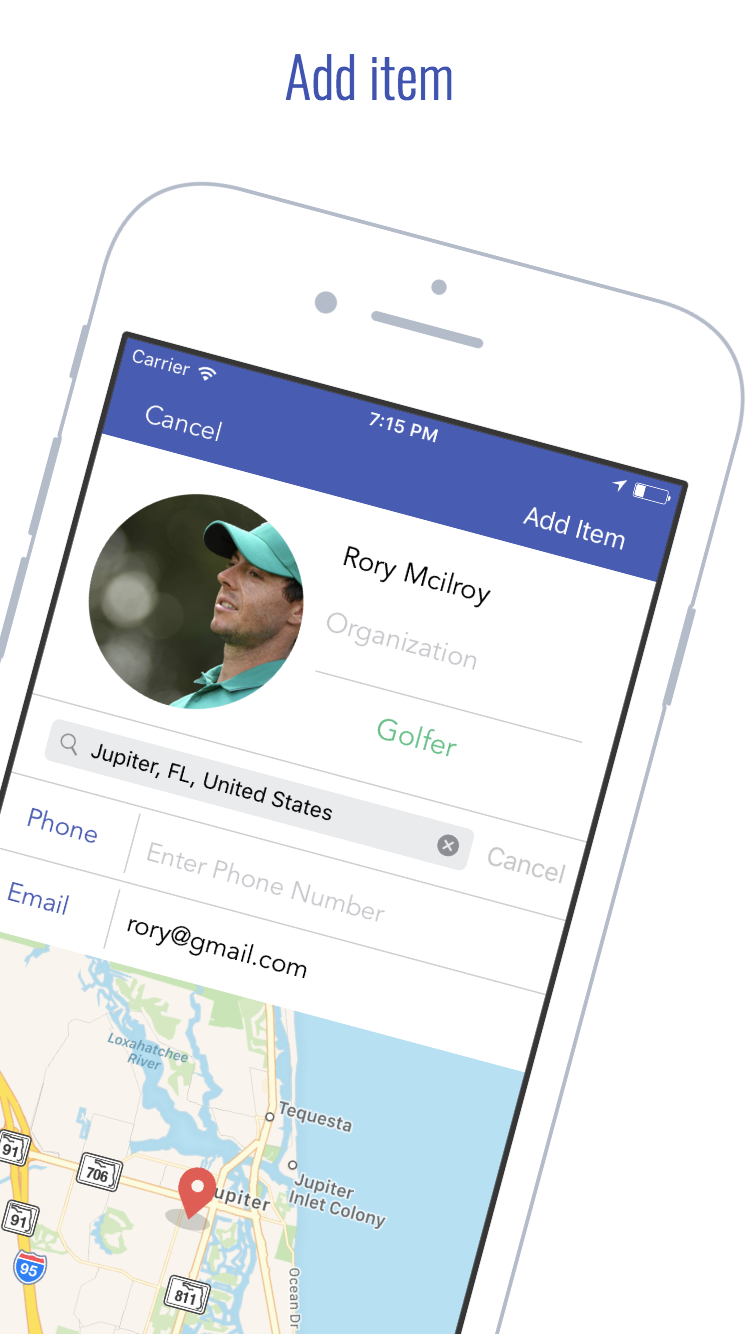 Add item
Carrier
7:15 PM
Cancel
Add Item
Rory Mcilroy
Organization
Golfer
Jupiter, FL, United States
Cancel
Phone
Enter Phone Number
Email
rory@gmail.com
Loxahatchee
River
Tequesta
91
706
Jupiter
Inlet Colony
upiter
91
95
811
Ocean Dr